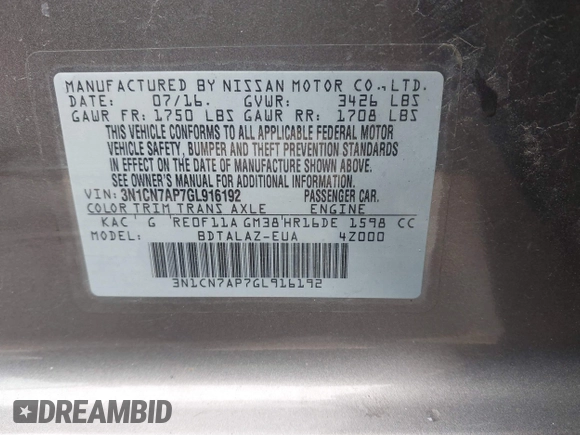 MANUFACTURED BY NISSAN MOTOR CO., LTD.
DATE: 07/16. GVWR: 3426 LBS
GAWR FR: 1750 LBS GAWR RR: 1708 LBS
THIS VEHICLE CONFORMS TO ALL APPLICABLE FEDERAL MOTOR
VEHICLE SAFETY, BUMPER AND THEFT PREVENTION STANDARDS
IN EFFECT ON THE DATE OF MANUFACTURE SHOWN ABOVE.
SEE OWNER'S MANUAL FOR ADDITIONAL INFORMATION.
VIN: 3N1CN7AP7GL916192 PASSENGER CAR.
COLOR TRIM TRANS AXLE ENGINE
KAC G RE0F11A GM38 HR16DE 1598 CC
MODEL: BDTALAZ-EUA 4Z000
3N1CN7AP7GL916192
DREAMBID